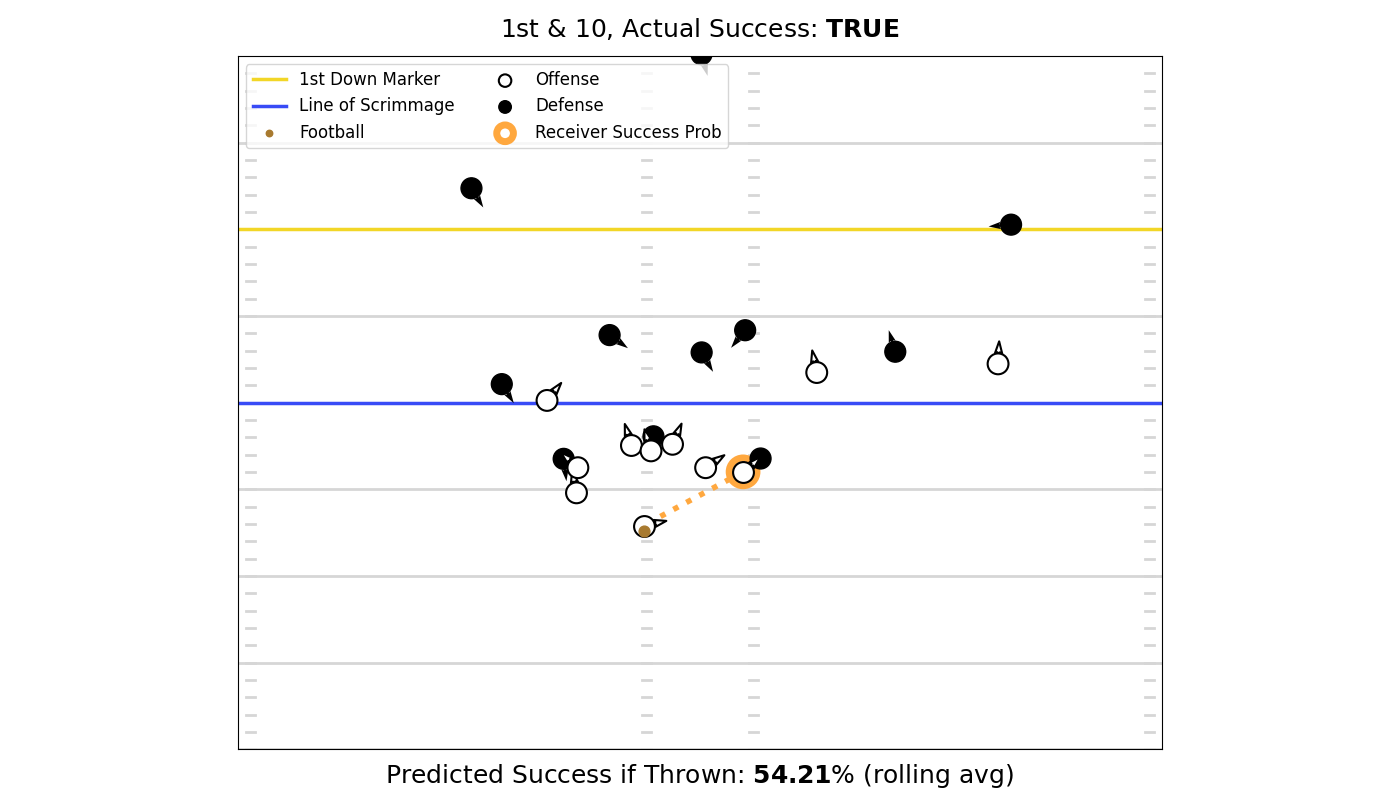 1st & 10, Actual Success: TRUE
1st Down Marker
Line of Scrimmage
Football
Offense
Defense
Receiver Success Prob
Predicted Success if Thrown: 54.21% (rolling avg)